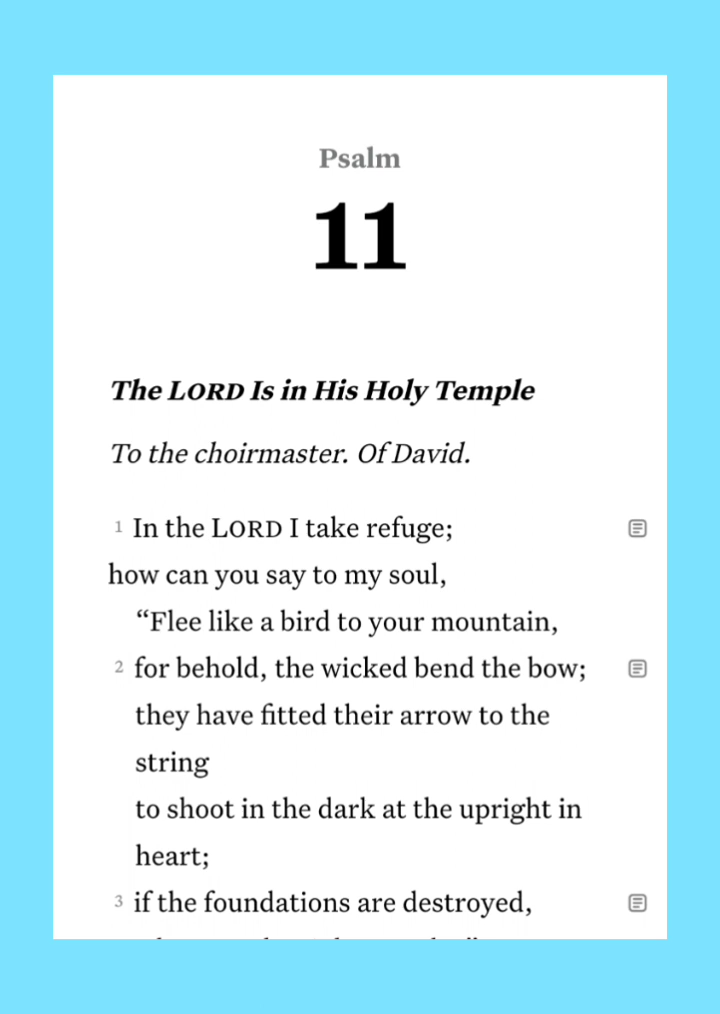 Psalm
11
The LORD Is in His Holy Temple
To the choirmaster. Of David.
1 In the LORD I take refuge;
how can you say to my soul,
“Flee like a bird to your mountain,
2 for behold, the wicked bend the bow;
they have fitted their arrow to the
string
to shoot in the dark at the upright in
heart;
3 if the foundations are destroyed,